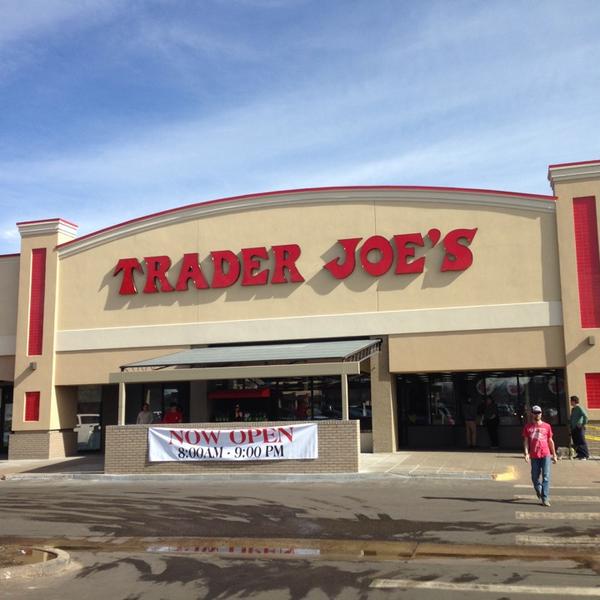 TRADER JOE'S
NOW OPEN
8:00AM - 9:00 PM